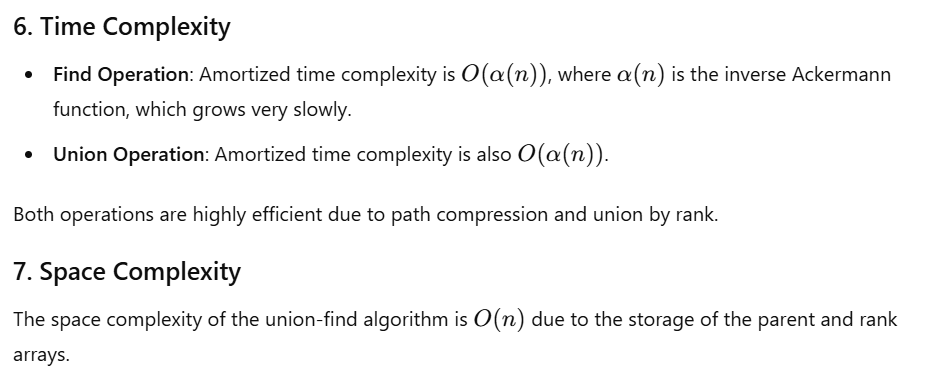 6. Time Complexity
• Find Operation: Amortized time complexity is O(α(n)), where α(n) is the inverse Ackermann
function, which grows very slowly.
• Union Operation: Amortized time complexity is also O(α(n)).
Both operations are highly efficient due to path compression and union by rank.
7. Space Complexity
The space complexity of the union-find algorithm is O(n) due to the storage of the parent and rank
arrays.